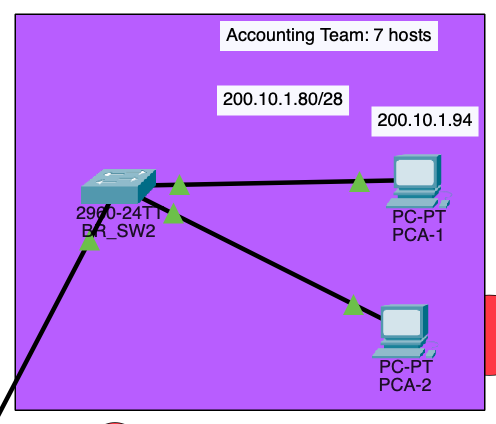 Accounting Team: 7 hosts
200.10.1.80/28
200.10.1.94
2960-24TT
BR_SW2
PC-PT
PCA-1
PC-PT
PCA-2